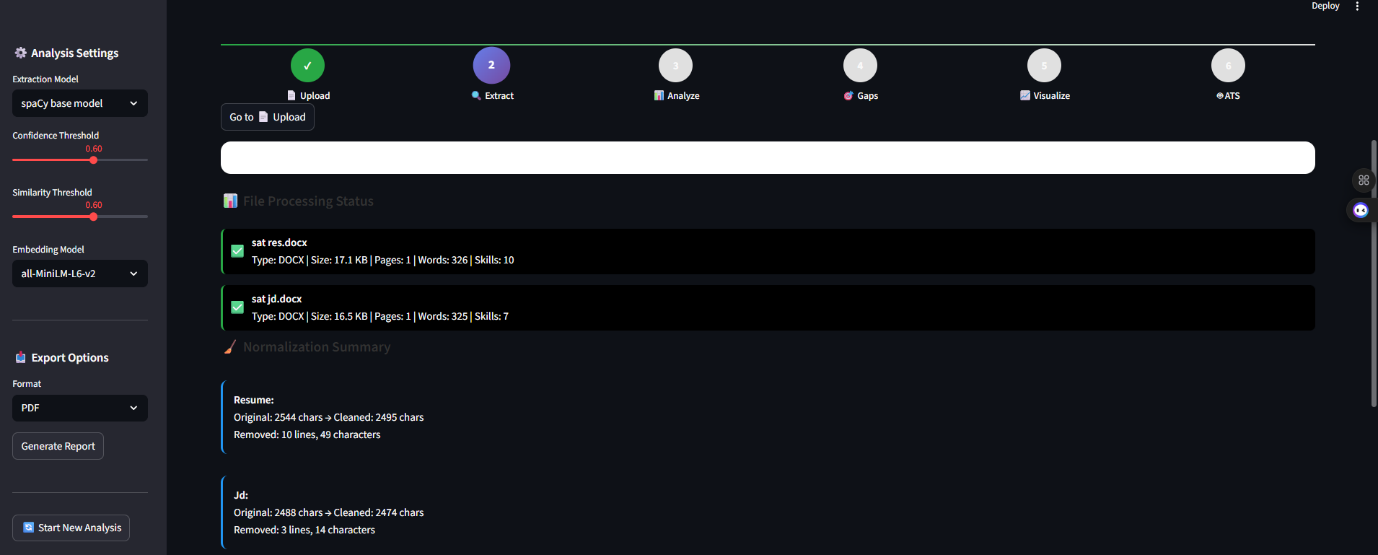 Deploy
Analysis Settings
Extraction Model
spaCy base model
Confidence Threshold
0.60
Similarity Threshold
0.60
Embedding Model
all-MiniLM-L6-v2
Export Options
Format
PDF
Generate Report
Start New Analysis
✓ 2 3 4 5 6
Upload Extract Analyze Gaps Visualize ATS
Go to Upload
File Processing Status
sat res.docx
Type: DOCX | Size: 17.1 KB | Pages: 1 | Words: 326 | Skills: 10
sat jd.docx
Type: DOCX | Size: 16.5 KB | Pages: 1 | Words: 325 | Skills: 7
Normalization Summary
Resume:
Original: 2544 chars → Cleaned: 2495 chars
Removed: 10 lines, 49 characters
Jd:
Original: 2488 chars → Cleaned: 2474 chars
Removed: 3 lines, 14 characters